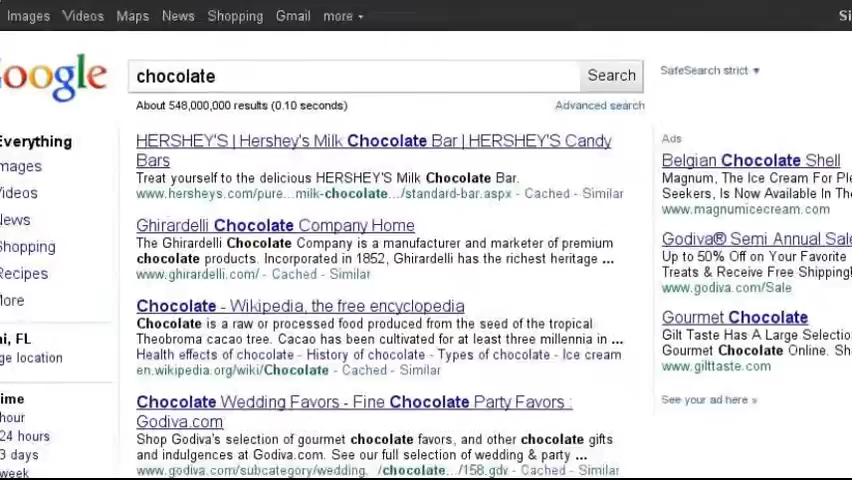 Images Videos Maps News Shopping Gmail more
Google chocolate Search
SafeSearch strict
About 548,000,000 results (0.10 seconds) Advanced search
Everything
Images
Videos
News
Shopping
Recipes
More
ni, FL
ge location
ime
hour
24 hours
3 days
week
HERSHEY'S | Hershey's Milk Chocolate Bar | HERSHEY'S Candy
Bars
Treat yourself to the delicious HERSHEY'S Milk Chocolate Bar.
www.hersheys.com/pure...milk-chocolate.../standard-bar.aspx - Cached - Similar
Ghirardelli Chocolate Company Home
The Ghirardelli Chocolate Company is a manufacturer and marketer of premium
chocolate products. Incorporated in 1852, Ghirardelli has the richest heritage ...
www.ghirardelli.com/ - Cached - Similar
Chocolate - Wikipedia, the free encyclopedia
Chocolate is a raw or processed food produced from the seed of the tropical
Theobroma cacao tree. Cacao has been cultivated for at least three millennia in ...
Health effects of chocolate - History of chocolate - Types of chocolate - Ice cream
en.wikipedia.org/wiki/Chocolate - Cached - Similar
Chocolate Wedding Favors - Fine Chocolate Party Favors :
Godiva.com
Shop Godiva's selection of gourmet chocolate favors, and other chocolate gifts
and indulgences at Godiva.com. See our full selection of wedding & party ...
www.godiva.com/subcategory/wedding.../chocolate.../158.gdv - Cached - Similar
Ads
Belgian Chocolate Shell
Magnum, The Ice Cream For Ple
Seekers, Is Now Available In The
www.magnumicecream.com
Godiva® Semi Annual Sale
Up to 50% Off on Your Favorite
Treats & Receive Free Shipping!
www.godiva.com/Sale
Gourmet Chocolate
Gilt Taste Has A Large Selectio
Gourmet Chocolate Online. Sh
www.gilttaste.com
See your ad here »